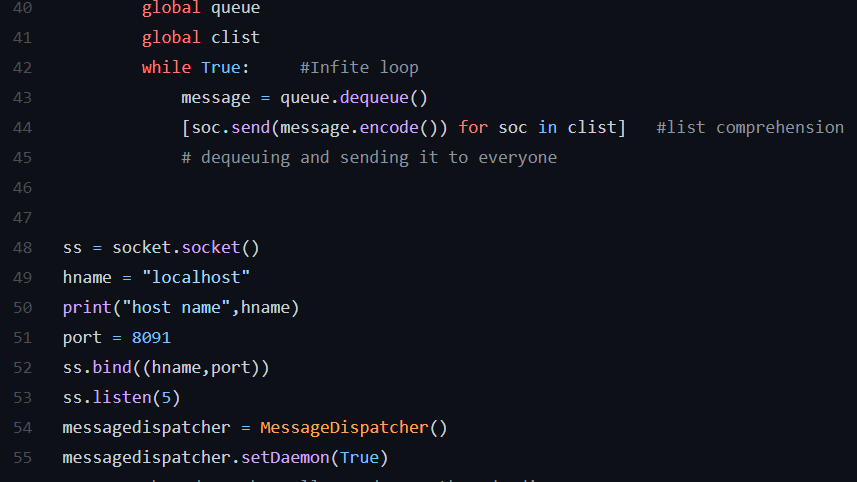 40 global queue
41 global clist
42 while True: #Infite loop
43 message = queue.dequeue()
44 [soc.send(message.encode()) for soc in clist] #list comprehension
45 # dequeuing and sending it to everyone
46
47
48 ss = socket.socket()
49 hname = "localhost"
50 print("host name",hname)
51 port = 8091
52 ss.bind((hname,port))
53 ss.listen(5)
54 messagedispatcher = MessageDispatcher()
55 messagedispatcher.setDaemon(True)